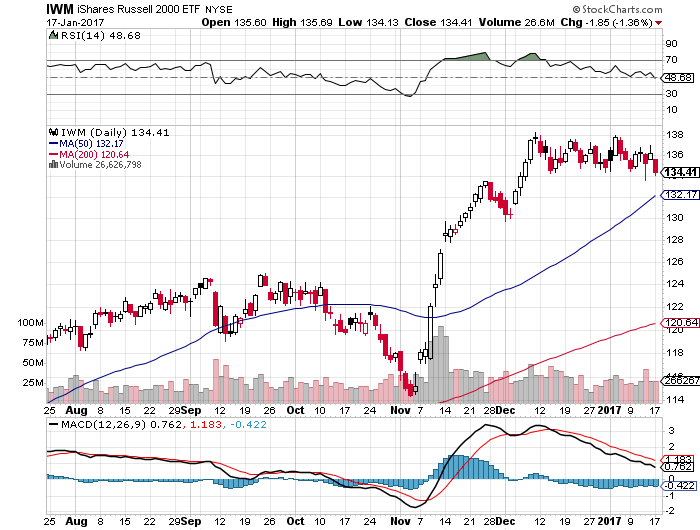 IWM iShares Russell 2000 ETF NYSE © StockCharts.com
17-Jan-2017 Open 135.60 High 135.69 Low 134.13 Close 134.41 Volume 26.6M Chg -1.85 (-1.36%)
RSI(14) 48.68
90
70
48.68
30
10
IWM (Daily) 134.41
MA(50) 132.17
MA(200) 120.64
Volume 26,626,798
138
136
134.41
132.17
130
128
126
124
122
120.64
118
116
114
100M
75M
50M
25M
25 Aug 8 15 22 29 Sep 12 19 26 Oct 10 17 24 Nov 7 14 21 28 Dec 12 19 27 2017 9 17
MACD(12,26,9) 0.762, 1.183, -0.422
3
2
1.183
0.762
0
-0.422
25 Aug 8 15 22 29 Sep 12 19 26 Oct 10 17 24 Nov 7 14 21 28 Dec 12 19 27 2017 9 17